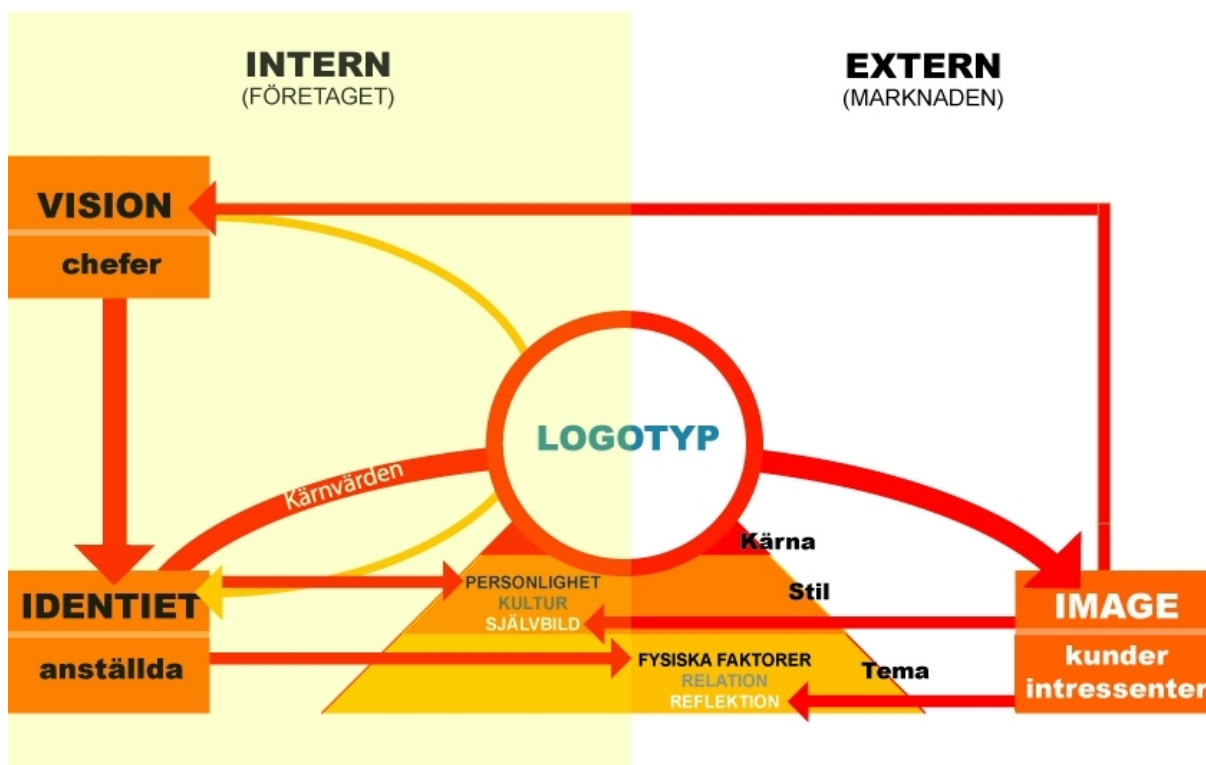 INTERN
(FÖRETAGET)
EXTERN
(MARKNADEN)
VISION
chefer
LOGOTYP
Kärnvärden
Kärna
IDENTIET
anställda
PERSONLIGHET
KULTUR
SJÄLVBILD
Stil
FYSISKA FAKTORER
RELATION
REFLEKTION
Tema
IMAGE
kunder
intressenter